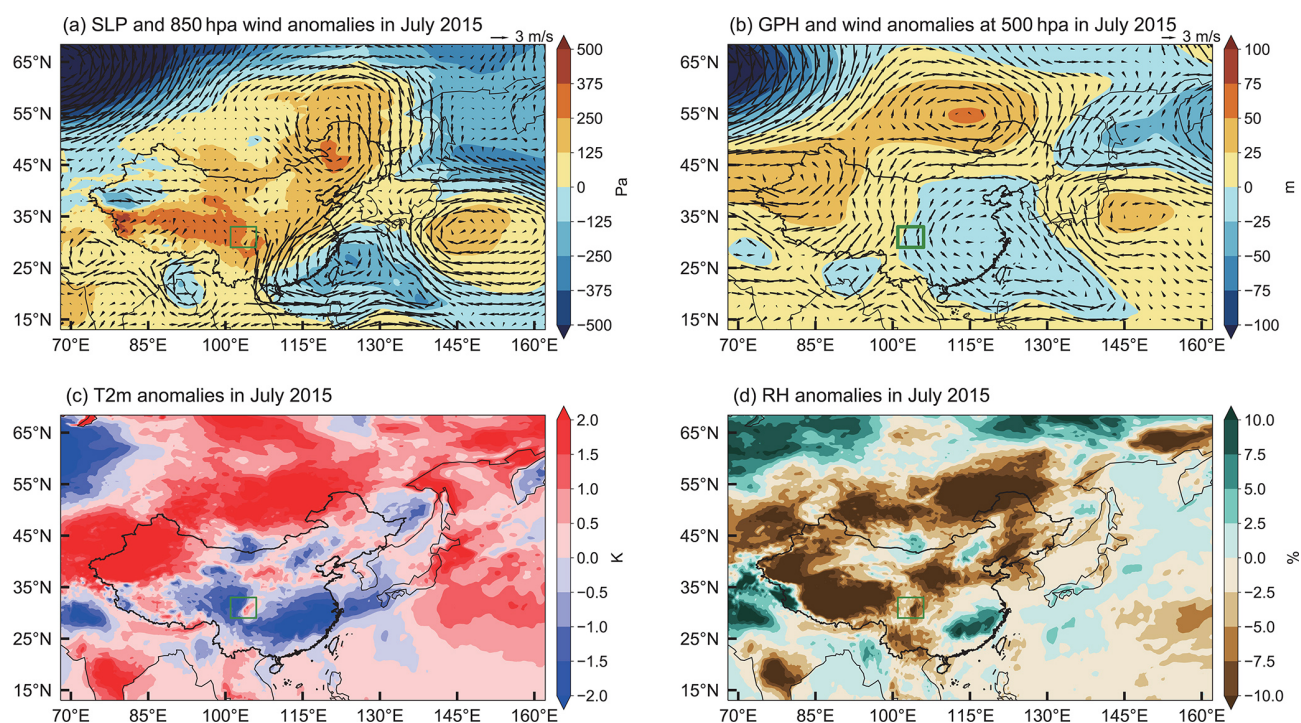 (a) SLP and 850 hpa wind anomalies in July 2015
3 m/s
65°N
55°N
45°N
35°N
25°N
15°N
70°E 85°E 100°E 115°E 130°E 145°E 160°E
500
375
250
125
0
−125
−250
−375
−500
Pa
(b) GPH and wind anomalies at 500 hpa in July 2015
3 m/s
65°N
55°N
45°N
35°N
25°N
15°N
70°E 85°E 100°E 115°E 130°E 145°E 160°E
100
75
50
25
0
−25
−50
−75
−100
m
(c) T2m anomalies in July 2015
65°N
55°N
45°N
35°N
25°N
15°N
70°E 85°E 100°E 115°E 130°E 145°E 160°E
2.0
1.5
1.0
0.5
0.0
−0.5
−1.0
−1.5
−2.0
K
(d) RH anomalies in July 2015
65°N
55°N
45°N
35°N
25°N
15°N
70°E 85°E 100°E 115°E 130°E 145°E 160°E
10.0
7.5
5.0
2.5
0.0
−2.5
−5.0
−7.5
−10.0
%